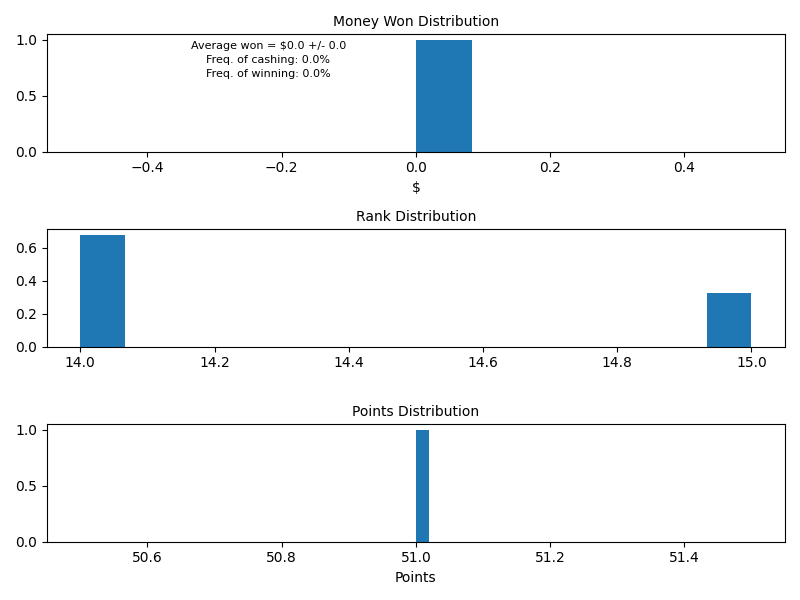 Money Won Distribution
Average won = $0.0 +/- 0.0
Freq. of cashing: 0.0%
Freq. of winning: 0.0%
1.0
0.5
0.0
−0.4 −0.2 0.0 0.2 0.4
$
Rank Distribution
0.6
0.4
0.2
0.0
14.0 14.2 14.4 14.6 14.8 15.0
Points Distribution
1.0
0.5
0.0
50.6 50.8 51.0 51.2 51.4
Points